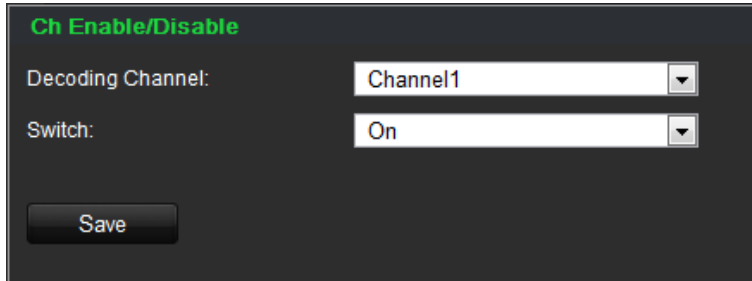 Ch Enable/Disable
Decoding Channel: Channel1
Switch: On
Save